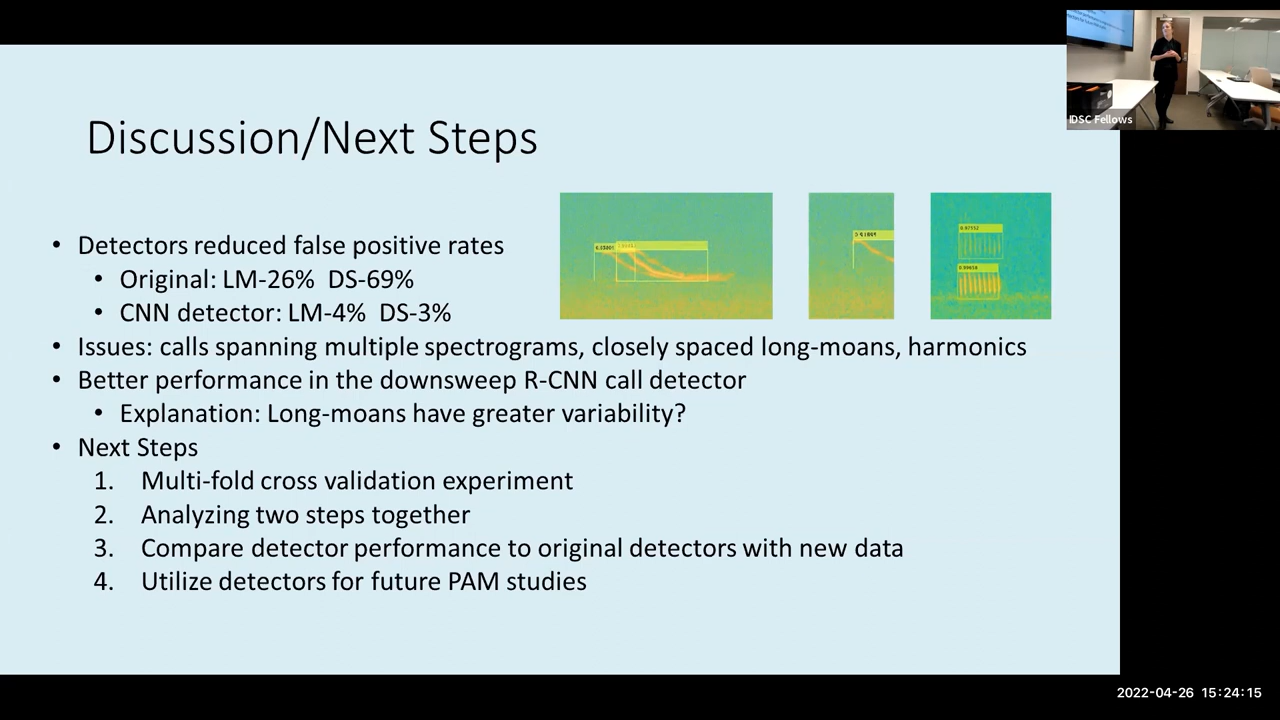 IDSC Fellows
Discussion/Next Steps
• Detectors reduced false positive rates
• Original: LM-26% DS-69%
• CNN detector: LM-4% DS-3%
• Issues: calls spanning multiple spectrograms, closely spaced long-moans, harmonics
• Better performance in the downsweep R-CNN call detector
• Explanation: Long-moans have greater variability?
• Next Steps
1. Multi-fold cross validation experiment
2. Analyzing two steps together
3. Compare detector performance to original detectors with new data
4. Utilize detectors for future PAM studies
2022-04-26 15:24:15